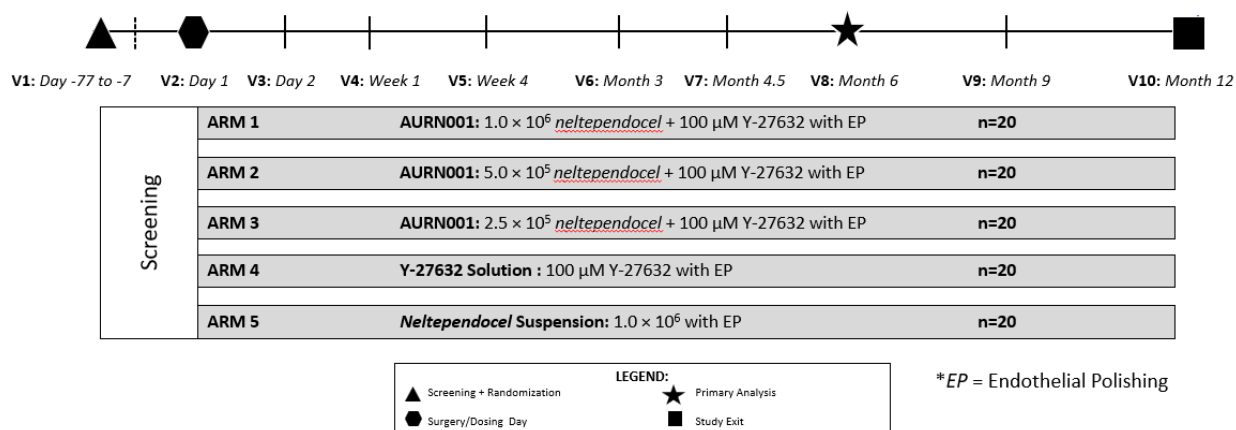 V1: Day -77 to -7 V2: Day 1 V3: Day 2 V4: Week 1 V5: Week 4 V6: Month 3 V7: Month 4.5 V8: Month 6 V9: Month 9 V10: Month 12
Screening
ARM 1 AURN001: 1.0 × 10⁶ neltependocel + 100 µM Y-27632 with EP n=20
ARM 2 AURN001: 5.0 × 10⁵ neltependocel + 100 µM Y-27632 with EP n=20
ARM 3 AURN001: 2.5 × 10⁵ neltependocel + 100 µM Y-27632 with EP n=20
ARM 4 Y-27632 Solution : 100 µM Y-27632 with EP n=20
ARM 5 Neltependocel Suspension: 1.0 × 10⁶ with EP n=20
LEGEND:
Screening + Randomization Primary Analysis
Surgery/Dosing Day Study Exit
*EP = Endothelial Polishing